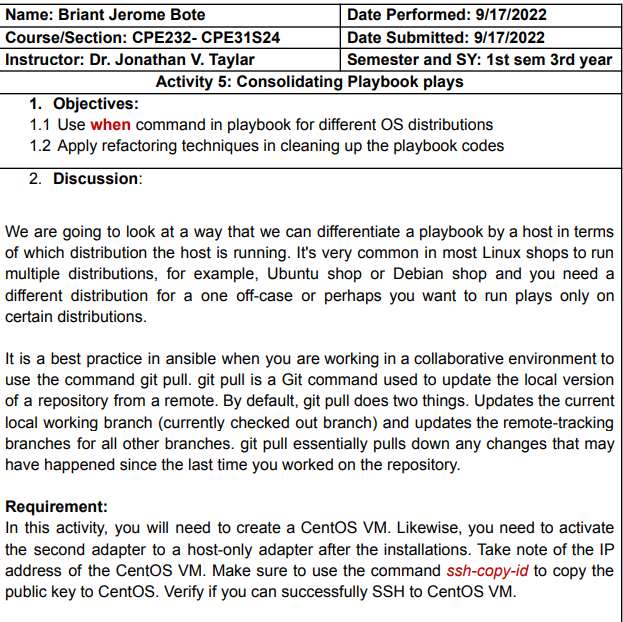 Name: Briant Jerome Bote
Date Performed: 9/17/2022
Course/Section: CPE232- CPE31S24
Date Submitted: 9/17/2022
Instructor: Dr. Jonathan V. Taylar
Semester and SY: 1st sem 3rd year
Activity 5: Consolidating Playbook plays
1. Objectives:
1.1 Use when command in playbook for different OS distributions
1.2 Apply refactoring techniques in cleaning up the playbook codes
2. Discussion:
We are going to look at a way that we can differentiate a playbook by a host in terms
of which distribution the host is running. It's very common in most Linux shops to run
multiple distributions, for example, Ubuntu shop or Debian shop and you need a
different distribution for a one off-case or perhaps you want to run plays only on
certain distributions.
It is a best practice in ansible when you are working in a collaborative environment to
use the command git pull. git pull is a Git command used to update the local version
of a repository from a remote. By default, git pull does two things. Updates the current
local working branch (currently checked out branch) and updates the remote-tracking
branches for all other branches. git pull essentially pulls down any changes that may
have happened since the last time you worked on the repository.
Requirement:
In this activity, you will need to create a CentOS VM. Likewise, you need to activate
the second adapter to a host-only adapter after the installations. Take note of the IP
address of the CentOS VM. Make sure to use the command ssh-copy-id to copy the
public key to CentOS. Verify if you can successfully SSH to CentOS VM.